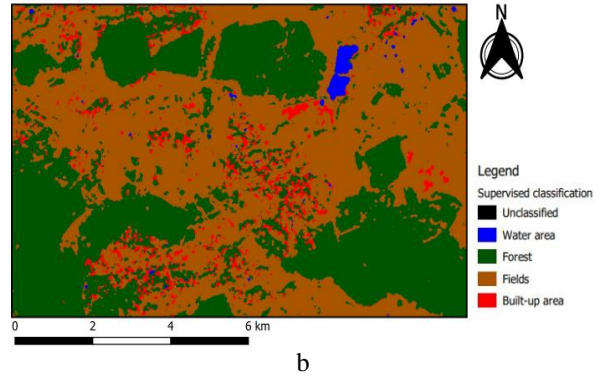 N
Legend
Supervised classification
Unclassified
Water area
Forest
Fields
Built-up area
0 2 4 6 km
b